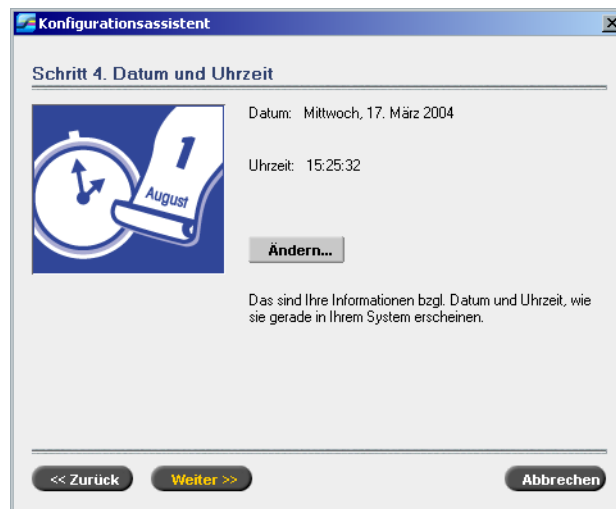 Konfigurationsassistent
Schritt 4. Datum und Uhrzeit
1
August
Datum: Mittwoch, 17. März 2004
Uhrzeit: 15:25:32
Ändern...
Das sind Ihre Informationen bzgl. Datum und Uhrzeit, wie
sie gerade in Ihrem System erscheinen.
<< Zurück
Weiter >>
Abbrechen